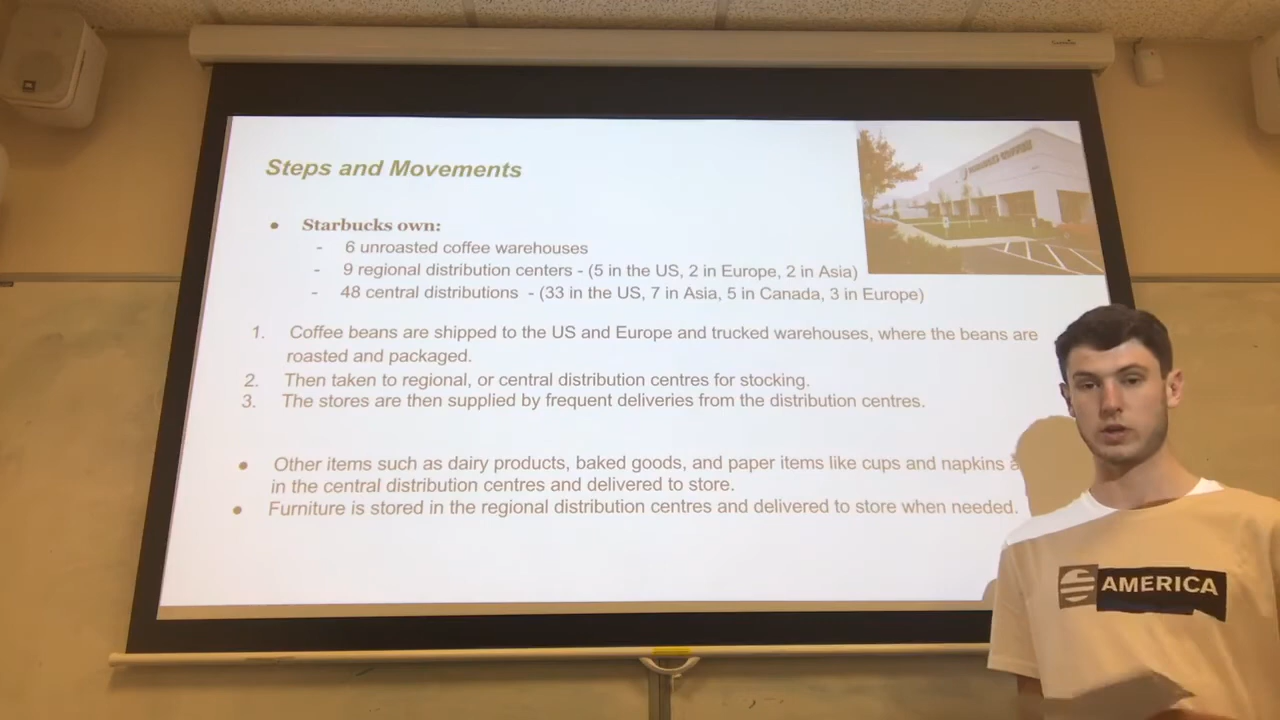 Steps and Movements
● Starbucks own:
- 6 unroasted coffee warehouses
- 9 regional distribution centers - (5 in the US, 2 in Europe, 2 in Asia)
- 48 central distributions - (33 in the US, 7 in Asia, 5 in Canada, 3 in Europe)
1. Coffee beans are shipped to the US and Europe and trucked warehouses, where the beans are
roasted and packaged.
2. Then taken to regional, or central distribution centres for stocking.
3. The stores are then supplied by frequent deliveries from the distribution centres.
● Other items such as dairy products, baked goods, and paper items like cups and napkins
in the central distribution centres and delivered to store.
● Furniture is stored in the regional distribution centres and delivered to store when needed.
AMERICA